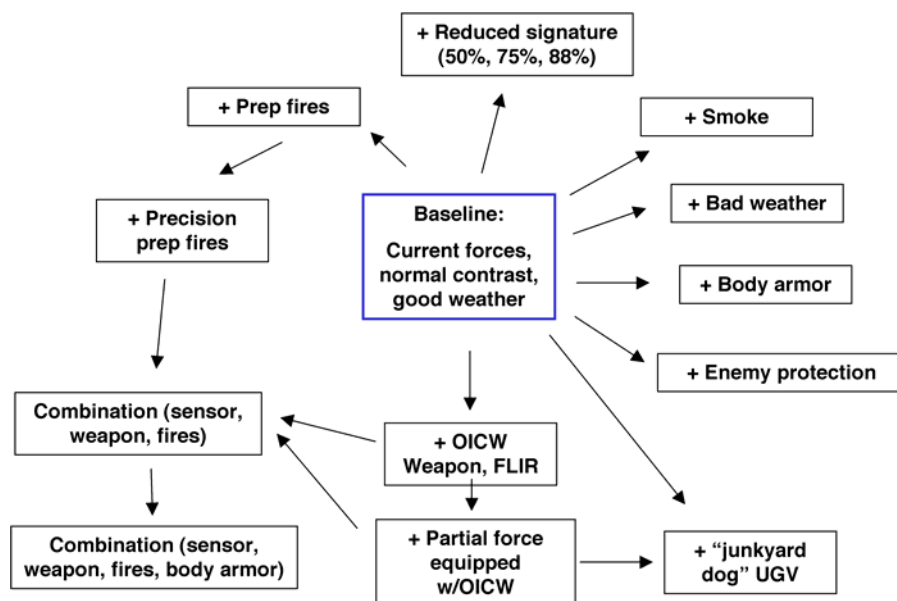 + Reduced signature
(50%, 75%, 88%)
+ Prep fires
+ Smoke
+ Precision
prep fires
Baseline:
Current forces,
normal contrast,
good weather
+ Bad weather
+ Body armor
+ Enemy protection
Combination (sensor,
weapon, fires)
+ OICW
Weapon, FLIR
Combination (sensor,
weapon, fires, body armor)
+ Partial force
equipped
w/OICW
+ “junkyard
dog” UGV